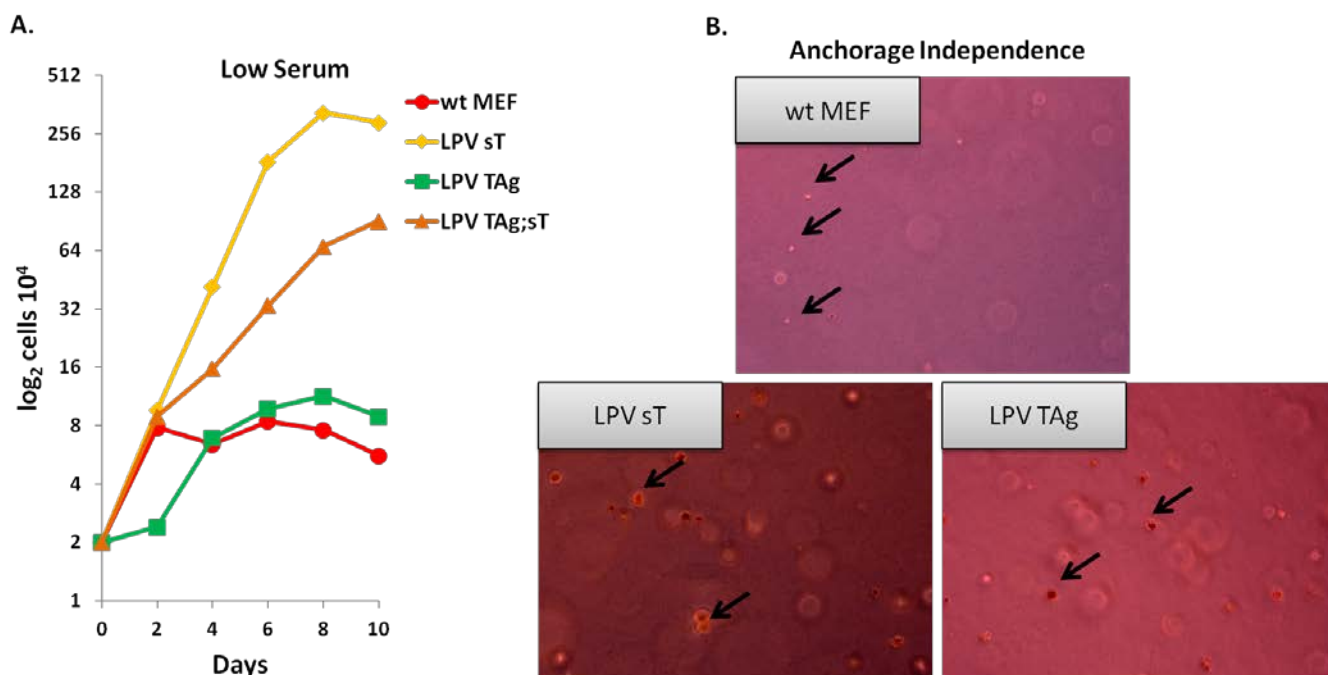 A.
Low Serum
512
256
128
64
32
16
8
4
2
1
log₂ cells 10⁴
0 2 4 6 8 10
Days
wt MEF
LPV sT
LPV TAg
LPV TAg;sT
B.
Anchorage Independence
wt MEF
LPV sT
LPV TAg